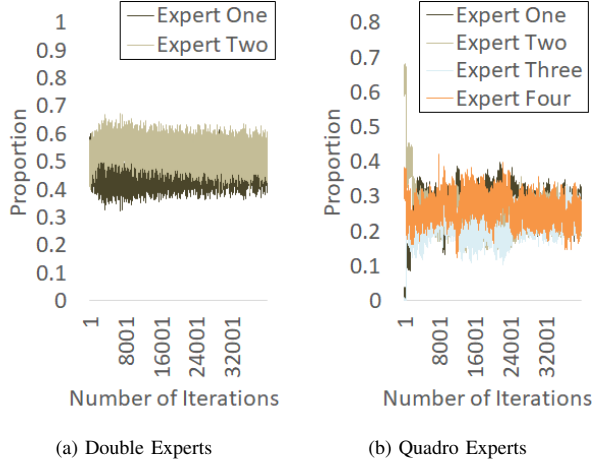 Expert One
Expert Two
Proportion
1
0.9
0.8
0.7
0.6
0.5
0.4
0.3
0.2
0.1
0
1
8001
16001
24001
32001
Number of Iterations
(a) Double Experts
Expert One
Expert Two
Expert Three
Expert Four
Proportion
0.8
0.7
0.6
0.5
0.4
0.3
0.2
0.1
0
1
8001
16001
24001
32001
Number of Iterations
(b) Quadro Experts